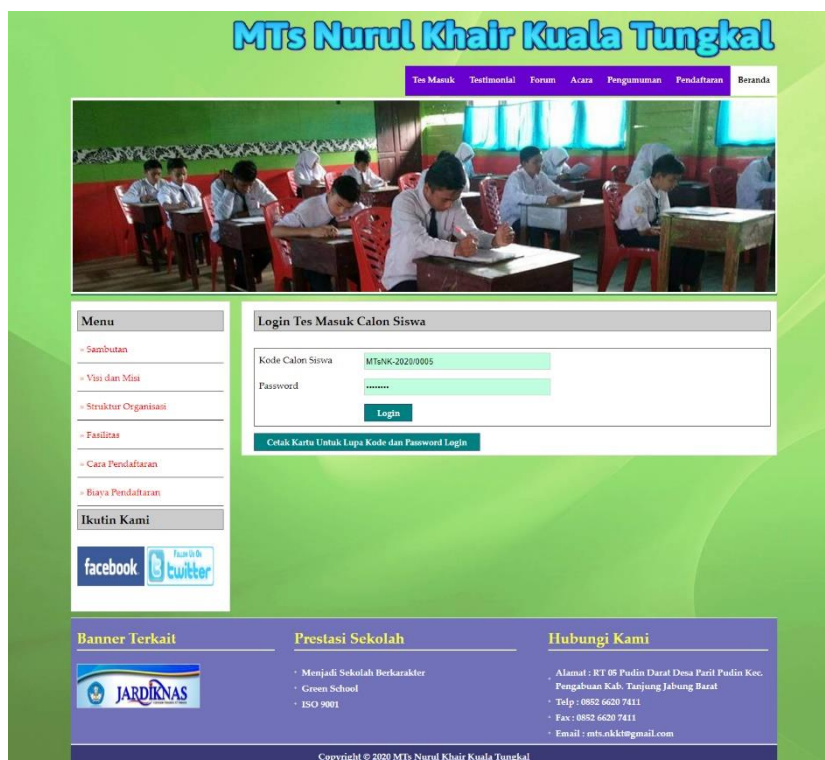 MTs Nurul Khair Kuala Tungkal
Tes Masuk Testimonial Forum Acara Pengumuman Pendaftaran Beranda
Menu
» Sambutan
» Visi dan Misi
» Struktur Organisasi
» Fasilitas
» Cara Pendaftaran
» Biaya Pendaftaran
Ikutin Kami
facebook
Follow Us On
twitter
Login Tes Masuk Calon Siswa
Kode Calon Siswa MTsNK-2020/0005
Password ••••••••
Login
Cetak Kartu Untuk Lupa Kode dan Password Login
Banner Terkait
JARDIKNAS
Prestasi Sekolah
Menjadi Sekolah Berkarakter
Green School
ISO 9001
Hubungi Kami
Alamat : RT 05 Pudin Darat Desa Parit Pudin Kec.
Pengabuan Kab. Tanjung Jabung Barat
Telp : 0852 6620 7411
Fax : 0852 6620 7411
Email : mts.nkkt@gmail.com
Copyright © 2020 MTs Nurul Khair Kuala Tungkal